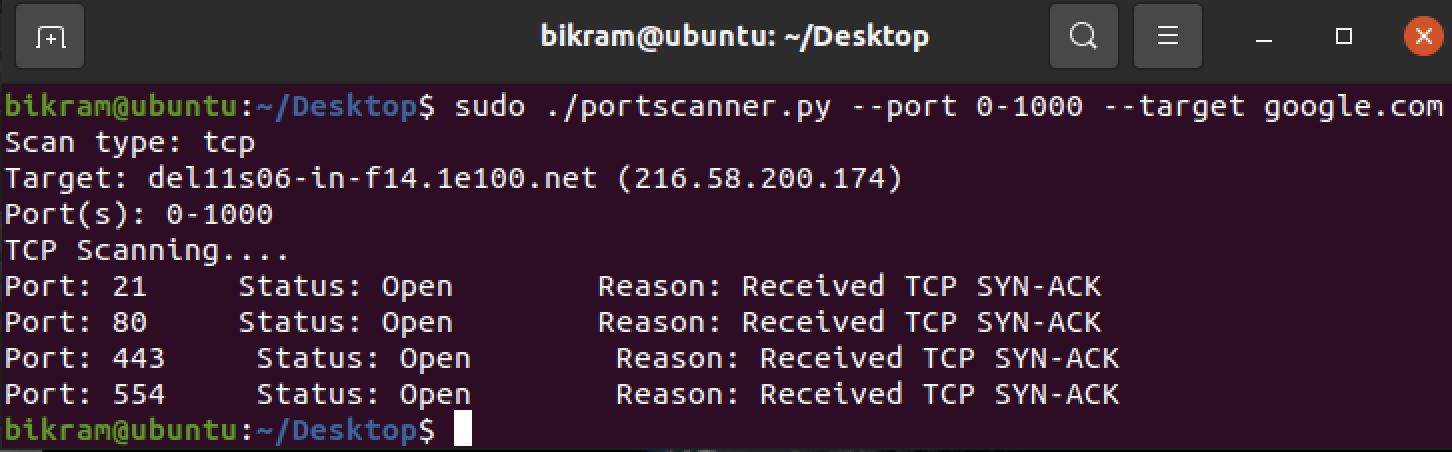 bikram@ubuntu: ~/Desktop
bikram@ubuntu:~/Desktop$ sudo ./portscanner.py --port 0-1000 --target google.com
Scan type: tcp
Target: del11s06-in-f14.1e100.net (216.58.200.174)
Port(s): 0-1000
TCP Scanning....
Port: 21     Status: Open        Reason: Received TCP SYN-ACK
Port: 80     Status: Open        Reason: Received TCP SYN-ACK
Port: 443     Status: Open        Reason: Received TCP SYN-ACK
Port: 554     Status: Open        Reason: Received TCP SYN-ACK
bikram@ubuntu:~/Desktop$